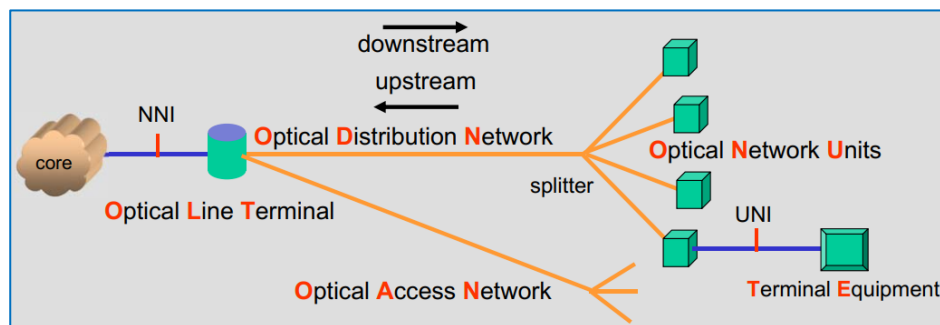 downstream
upstream
NNI
core
Optical Distribution Network
Optical Network Units
splitter
Optical Line Terminal
UNI
Optical Access Network
Terminal Equipment